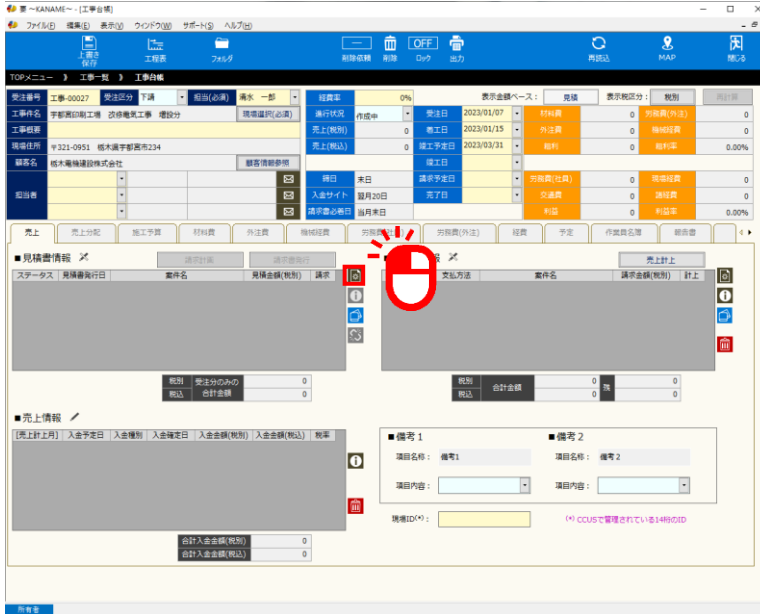 要 ～KANAME～ - [工事台帳]
ファイル(F) 編集(E) 表示(V) ウィンドウ(W) サポート(S) ヘルプ(H)
上書き保存 工程表 フォルダ 削除依頼 削除 OFF ロック 出力 再読込 MAP 閉じる
TOPメニュー 》 工事一覧 》 工事台帳
受注番号 工事-00027 受注区分 下請 担当(必須) 清水 一郎 経費率 0% 表示金額ベース： 見積 表示税区分： 税別 再計算
工事件名 宇都宮印刷工場 改修電気工事 増設分 現場選択(必須) 進行状況 作成中 受注日 2023/01/07 材料費 0 労務費(外注) 0
工事概要 売上(税別) 0 着工日 2023/01/15 外注費 0 機械経費 0
現場住所 〒321-0951 栃木県宇都宮市234 売上(税込) 0 竣工予定日 2023/03/31 粗利 0 粗利率 0.00%
顧客名 栃木電機建設株式会社 顧客情報参照 竣工日
担当者 締日 末日 請求予定日 労務費(社員) 0 現場経費 0
入金サイト 翌月20日 完了日 交通費 0 諸経費 0
請求書必着日 当月末日 利益 0 利益率 0.00%
売上 売上分配 施工予算 材料費 外注費 機械経費 労務費(社員) 労務費(外注) 経費 予定 作業員名簿 報告書
■見積書情報 請求計画 請求書発行 売上計上
ステータス 見積書発行日 案件名 見積金額(税別) 請求 支払方法 案件名 請求金額(税別) 計上
税別 受注分のみの 0 税別 合計金額 0 残 0
税込 合計金額 0 税込 0 0
■売上情報
[売上計上月] 入金予定日 入金種別 入金確定日 入金金額(税別) 入金金額(税込) 税率
■備考１ ■備考２
項目名称： 備考1 項目名称： 備考２
項目内容： 項目内容：
現場ID(*)： (*) CCUSで管理されている14桁のID
合計入金金額(税別) 0
合計入金金額(税込) 0
所有者